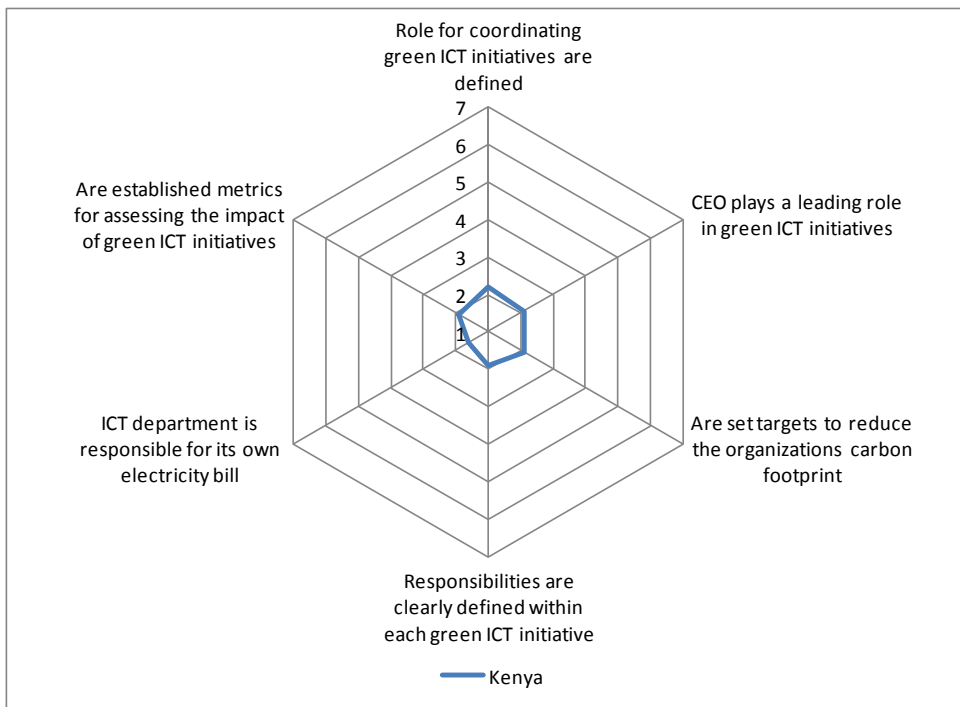 Role for coordinating
green ICT initiatives are
defined
7
6
5
4
3
2
1
CEO plays a leading role
in green ICT initiatives
Are set targets to reduce
the organizations carbon
footprint
Responsibilities are
clearly defined within
each green ICT initiative
ICT department is
responsible for its own
electricity bill
Are established metrics
for assessing the impact
of green ICT initiatives
Kenya